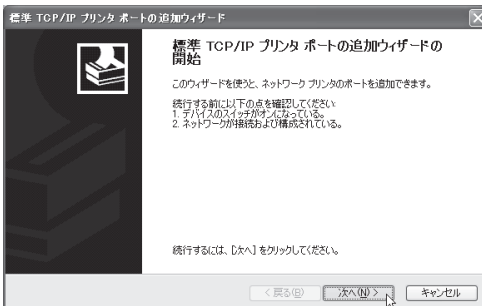 標準 TCP/IP プリンタ ポートの追加ウィザード
標準 TCP/IP プリンタ ポートの追加ウィザードの
開始
このウィザードを使うと、ネットワーク プリンタのポートを追加できます。
続行する前に以下の点を確認してください:
1. デバイスのスイッチがオンになっている。
2. ネットワークが接続および構成されている。
続行するには、[次へ] をクリックしてください。
< 戻る(B)
次へ(N) >
キャンセル